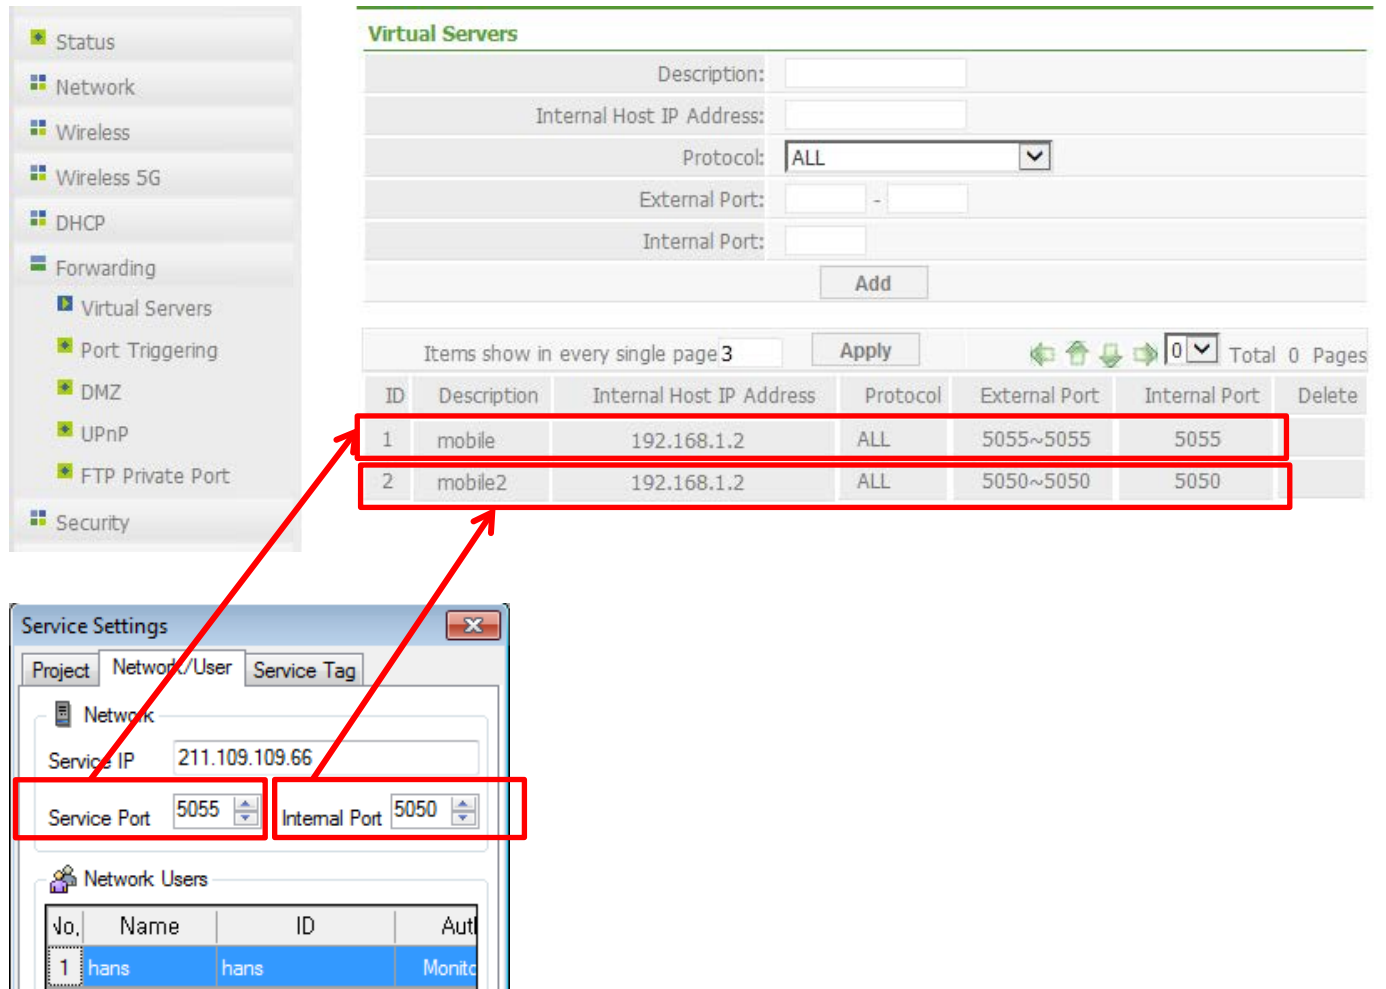 Status
Network
Wireless
Wireless 5G
DHCP
Forwarding
Virtual Servers
Port Triggering
DMZ
UPnP
FTP Private Port
Security
Virtual Servers
Description:
Internal Host IP Address:
Protocol: ALL
External Port: -
Internal Port:
Add
Items show in every single page 3 Apply 0 Total 0 Pages
ID Description Internal Host IP Address Protocol External Port Internal Port Delete
1 mobile 192.168.1.2 ALL 5055~5055 5055
2 mobile2 192.168.1.2 ALL 5050~5050 5050
Service Settings
Project Network/User Service Tag
Network
Service IP 211.109.109.66
Service Port 5055 Internal Port 5050
Network Users
No. Name ID
1 hans hans